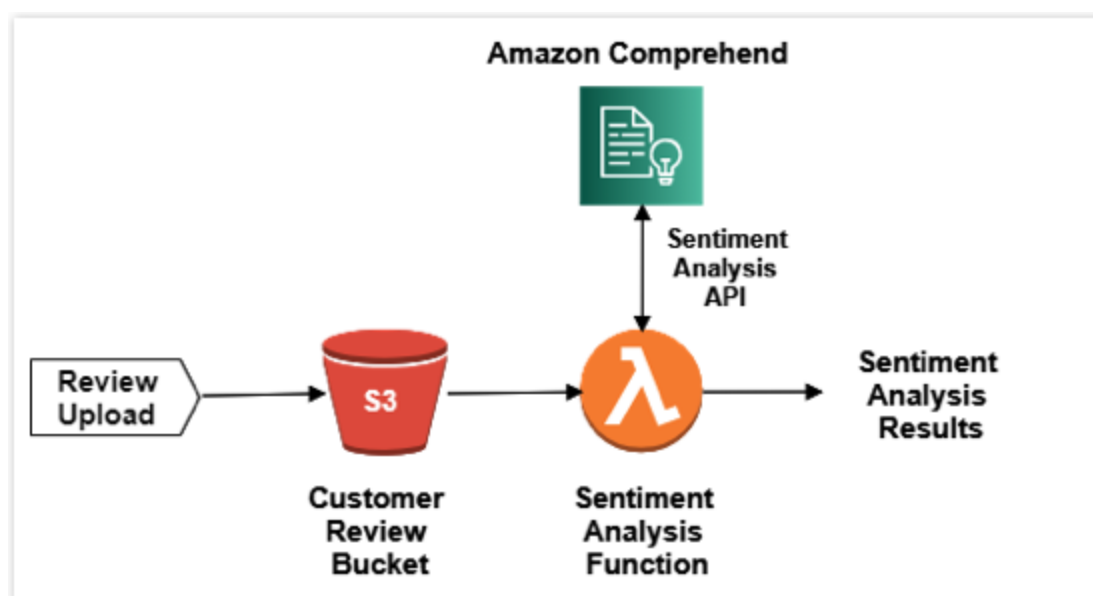 Amazon Comprehend
Sentiment
Analysis
API
Review
Upload
S3
λ
Sentiment
Analysis
Results
Customer
Review
Bucket
Sentiment
Analysis
Function